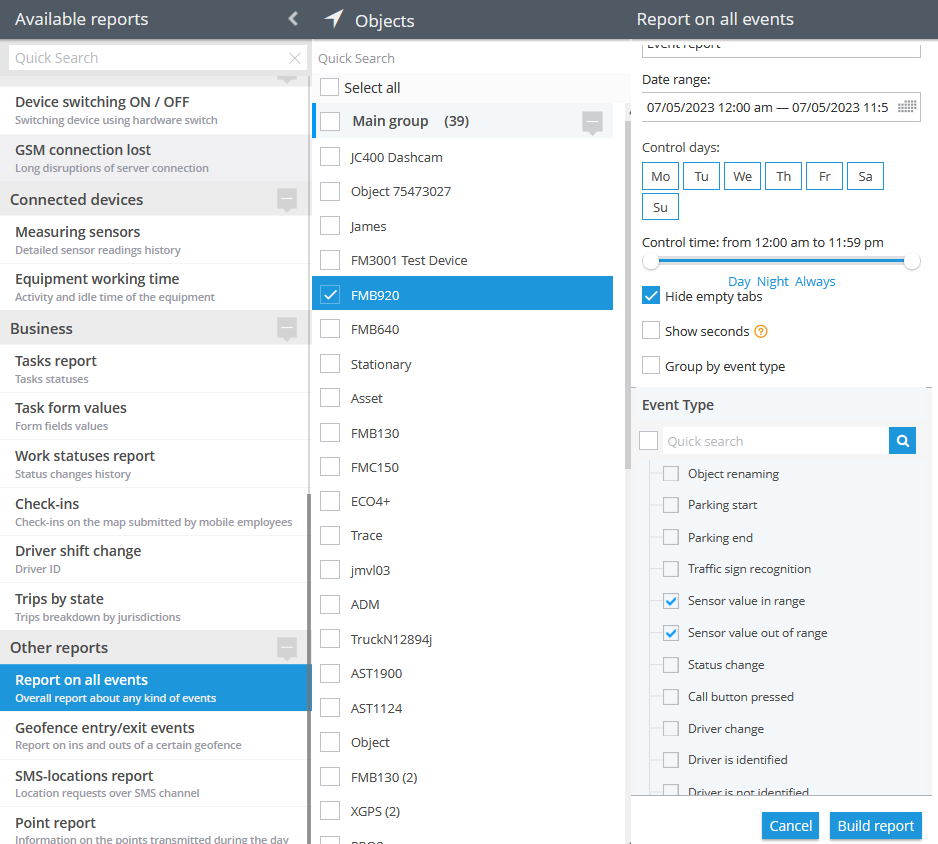 Available reports
Quick Search
Device switching ON / OFF
Switching device using hardware switch
GSM connection lost
Long disruptions of server connection
Connected devices
Measuring sensors
Detailed sensor readings history
Equipment working time
Activity and idle time of the equipment
Business
Tasks report
Tasks statuses
Task form values
Form fields values
Work statuses report
Status changes history
Check-ins
Check-ins on the map submitted by mobile employees
Driver shift change
Driver ID
Trips by state
Trips breakdown by jurisdictions
Other reports
Report on all events
Overall report about any kind of events
Geofence entry/exit events
Report on ins and outs of a certain geofence
SMS-locations report
Location requests over SMS channel
Point report
Information on the points transmitted during the day
Objects
Quick Search
Select all
Main group (39)
JC400 Dashcam
Object 75473027
James
FM3001 Test Device
FMB920
FMB640
Stationary
Asset
FMB130
FMC150
ECO4+
Trace
jmvl03
ADM
TruckN12894j
AST1900
AST1124
Object
FMB130 (2)
XGPS (2)
Report on all events
Event report
Date range:
07/05/2023 12:00 am — 07/05/2023 11:5
Control days:
Mo Tu We Th Fr Sa
Su
Control time: from 12:00 am to 11:59 pm
Day Night Always
Hide empty tabs
Show seconds ?
Group by event type
Event Type
Quick search
Object renaming
Parking start
Parking end
Traffic sign recognition
Sensor value in range
Sensor value out of range
Status change
Call button pressed
Driver change
Driver is identified
Driver is not identified
Cancel Build report